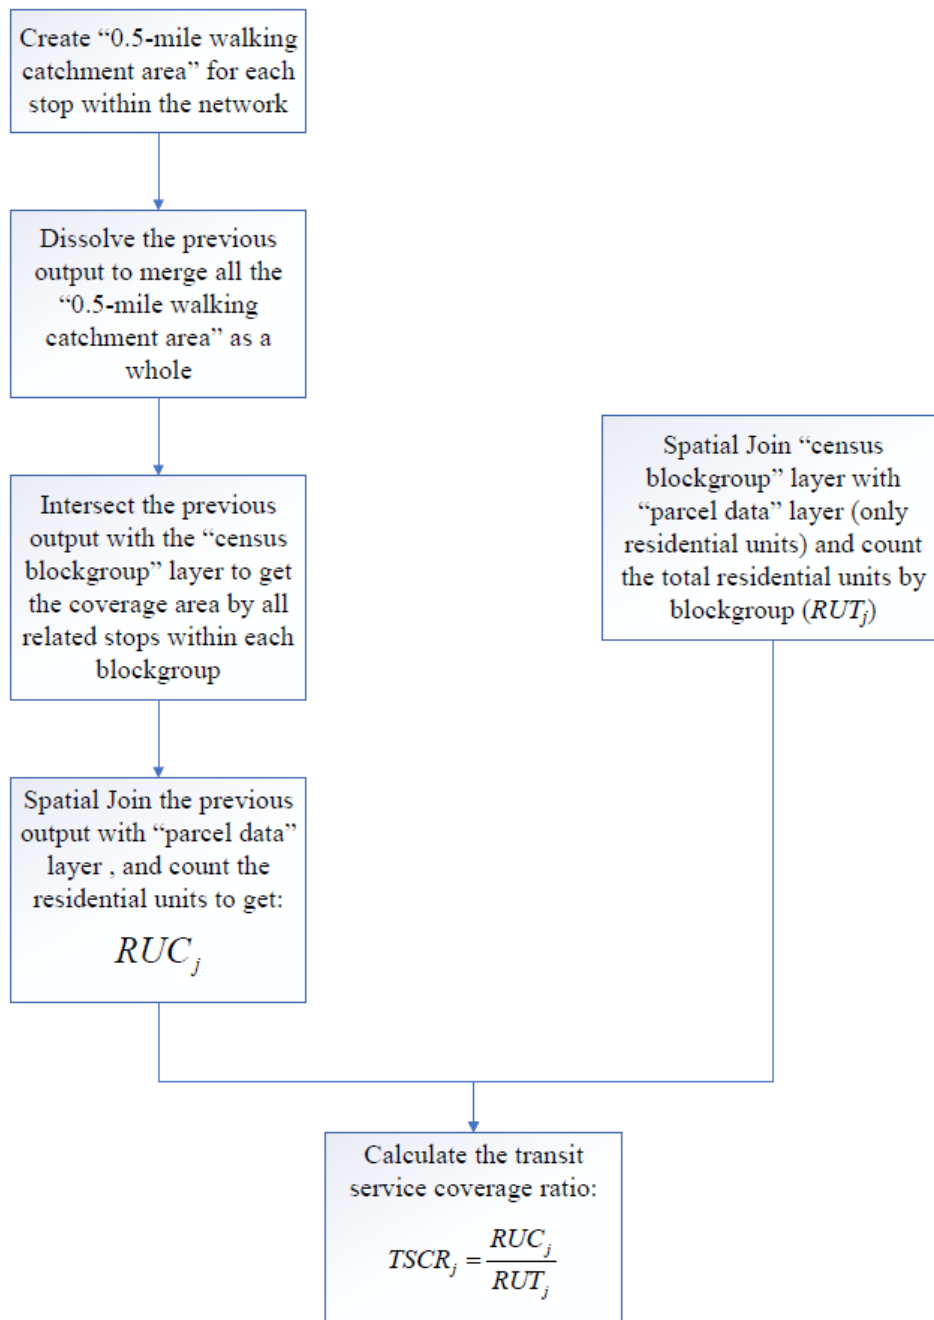 Create “0.5-mile walking
catchment area” for each
stop within the network
Dissolve the previous
output to merge all the
“0.5-mile walking
catchment area” as a
whole
Intersect the previous
output with the “census
blockgroup” layer to get
the coverage area by all
related stops within each
blockgroup
Spatial Join the previous
output with “parcel data”
layer , and count the
residential units to get:
RUC_j
Spatial Join “census
blockgroup” layer with
“parcel data” layer (only
residential units) and count
the total residential units by
blockgroup (RUT_j)
Calculate the transit
service coverage ratio:
TSCR_j = RUC_j / RUT_j